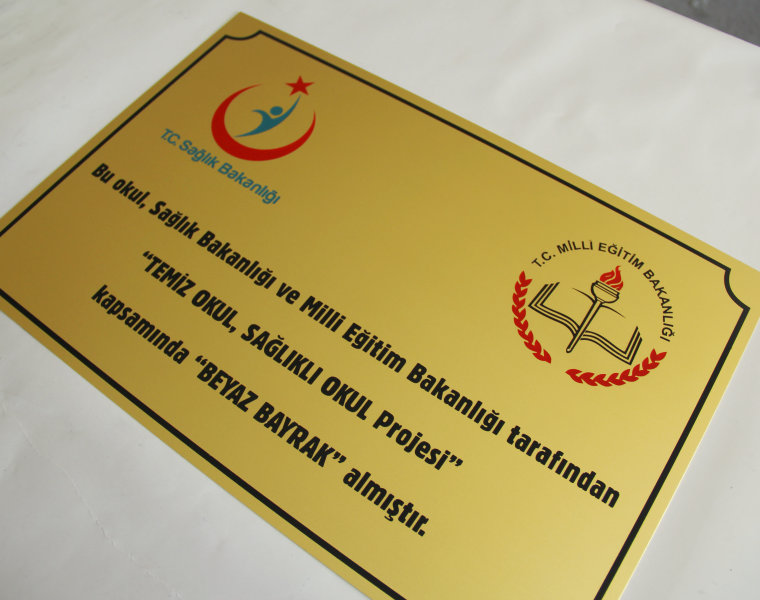 T.C. Sağlık Bakanlığı
T.C. MİLLİ EĞİTİM BAKANLIĞI
Bu okul, Sağlık Bakanlığı ve Milli Eğitim Bakanlığı tarafından
“TEMİZ OKUL, SAĞLIKLI OKUL Projesi”
kapsamında “BEYAZ BAYRAK” almıştır.